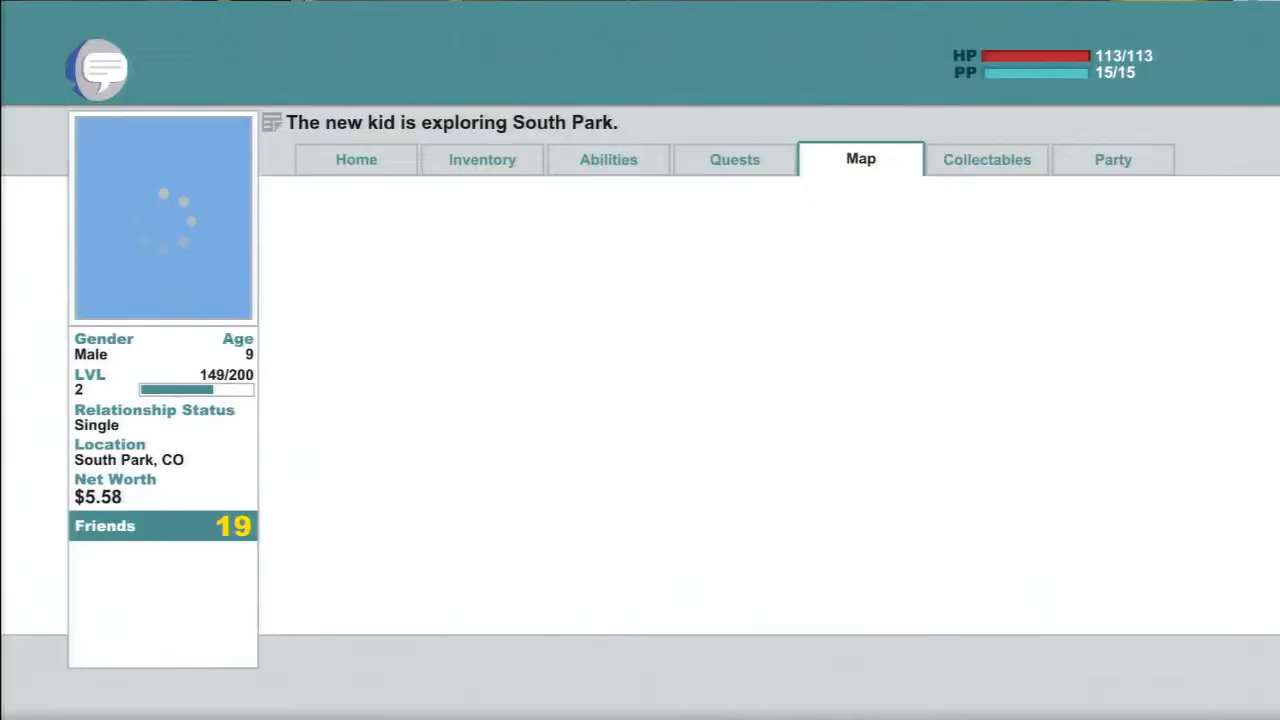 HP 113/113
PP 15/15
The new kid is exploring South Park.
Home Inventory Abilities Quests Map Collectables Party
Gender Age
Male 9
LVL 149/200
2
Relationship Status
Single
Location
South Park, CO
Net Worth
$5.58
Friends 19